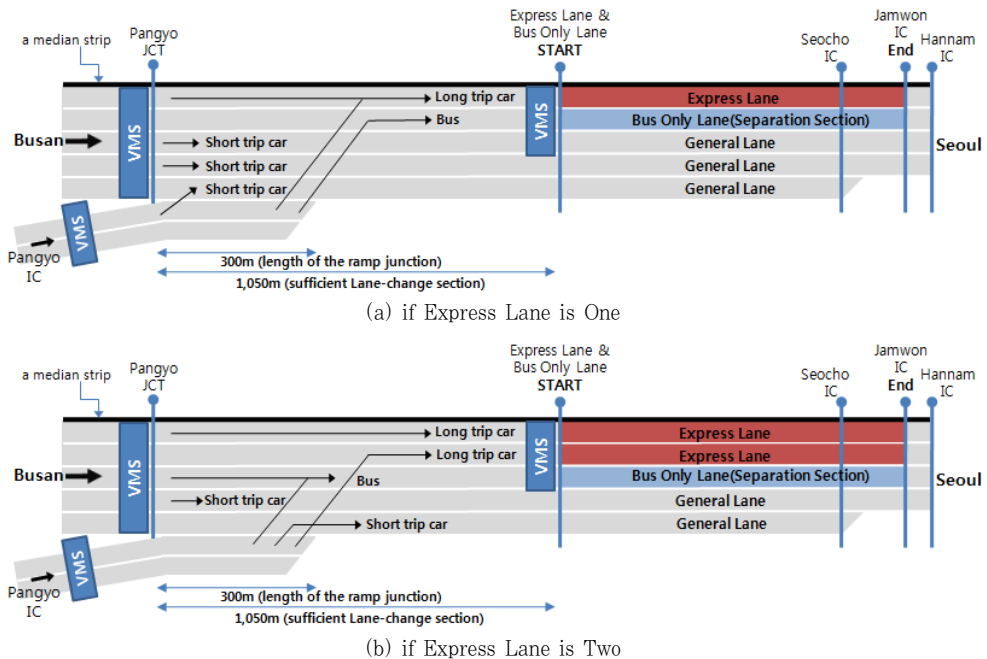 a median strip
Pangyo
JCT
Express Lane &
Bus Only Lane
START
Seocho
IC
Jamwon
IC
End
Hannam
IC
Busan
VMS
Long trip car
Bus
Short trip car
Short trip car
Short trip car
VMS
Express Lane
Bus Only Lane(Separation Section)
General Lane
General Lane
General Lane
Seoul
VMS
Pangyo
IC
300m (length of the ramp junction)
1,050m (sufficient Lane-change section)
(a) if Express Lane is One
a median strip
Pangyo
JCT
Express Lane &
Bus Only Lane
START
Seocho
IC
Jamwon
IC
End
Hannam
IC
Busan
VMS
Long trip car
Long trip car
Bus
Short trip car
Short trip car
VMS
Express Lane
Express Lane
Bus Only Lane(Separation Section)
General Lane
General Lane
Seoul
VMS
Pangyo
IC
300m (length of the ramp junction)
1,050m (sufficient Lane-change section)
(b) if Express Lane is Two